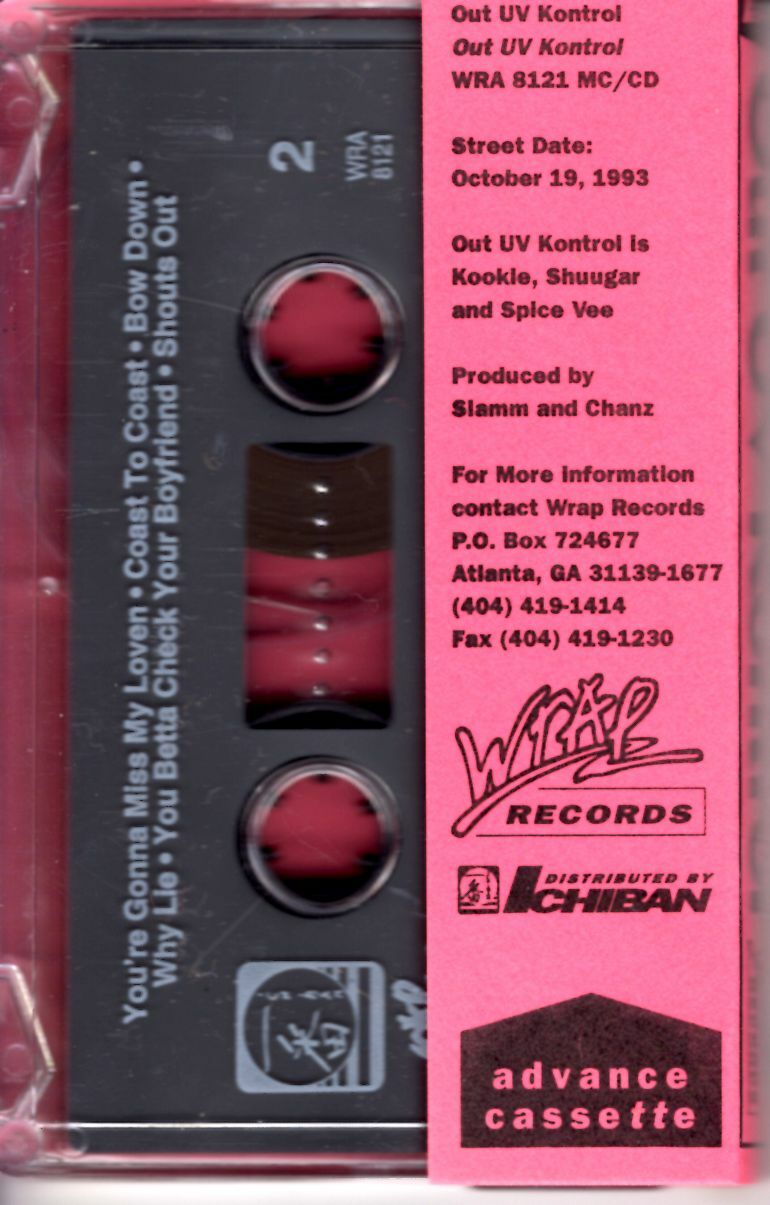 You're Gonna Miss My Loven • Coast To Coast • Bow Down •
Why Lie • You Betta Check Your Boyfriend • Shouts Out
2
WRA
8121
Out UV Kontrol
Out UV Kontrol
WRA 8121 MC/CD
Street Date:
October 19, 1993
Out UV Kontrol is
Kookie, Shuugar
and Spice Vee
Produced by
Slamm and Chanz
For More Information
contact Wrap Records
P.O. Box 724677
Atlanta, GA 31139-1677
(404) 419-1414
Fax (404) 419-1230
WRAP
RECORDS
DISTRIBUTED BY
ICHIBAN
advance
cassette